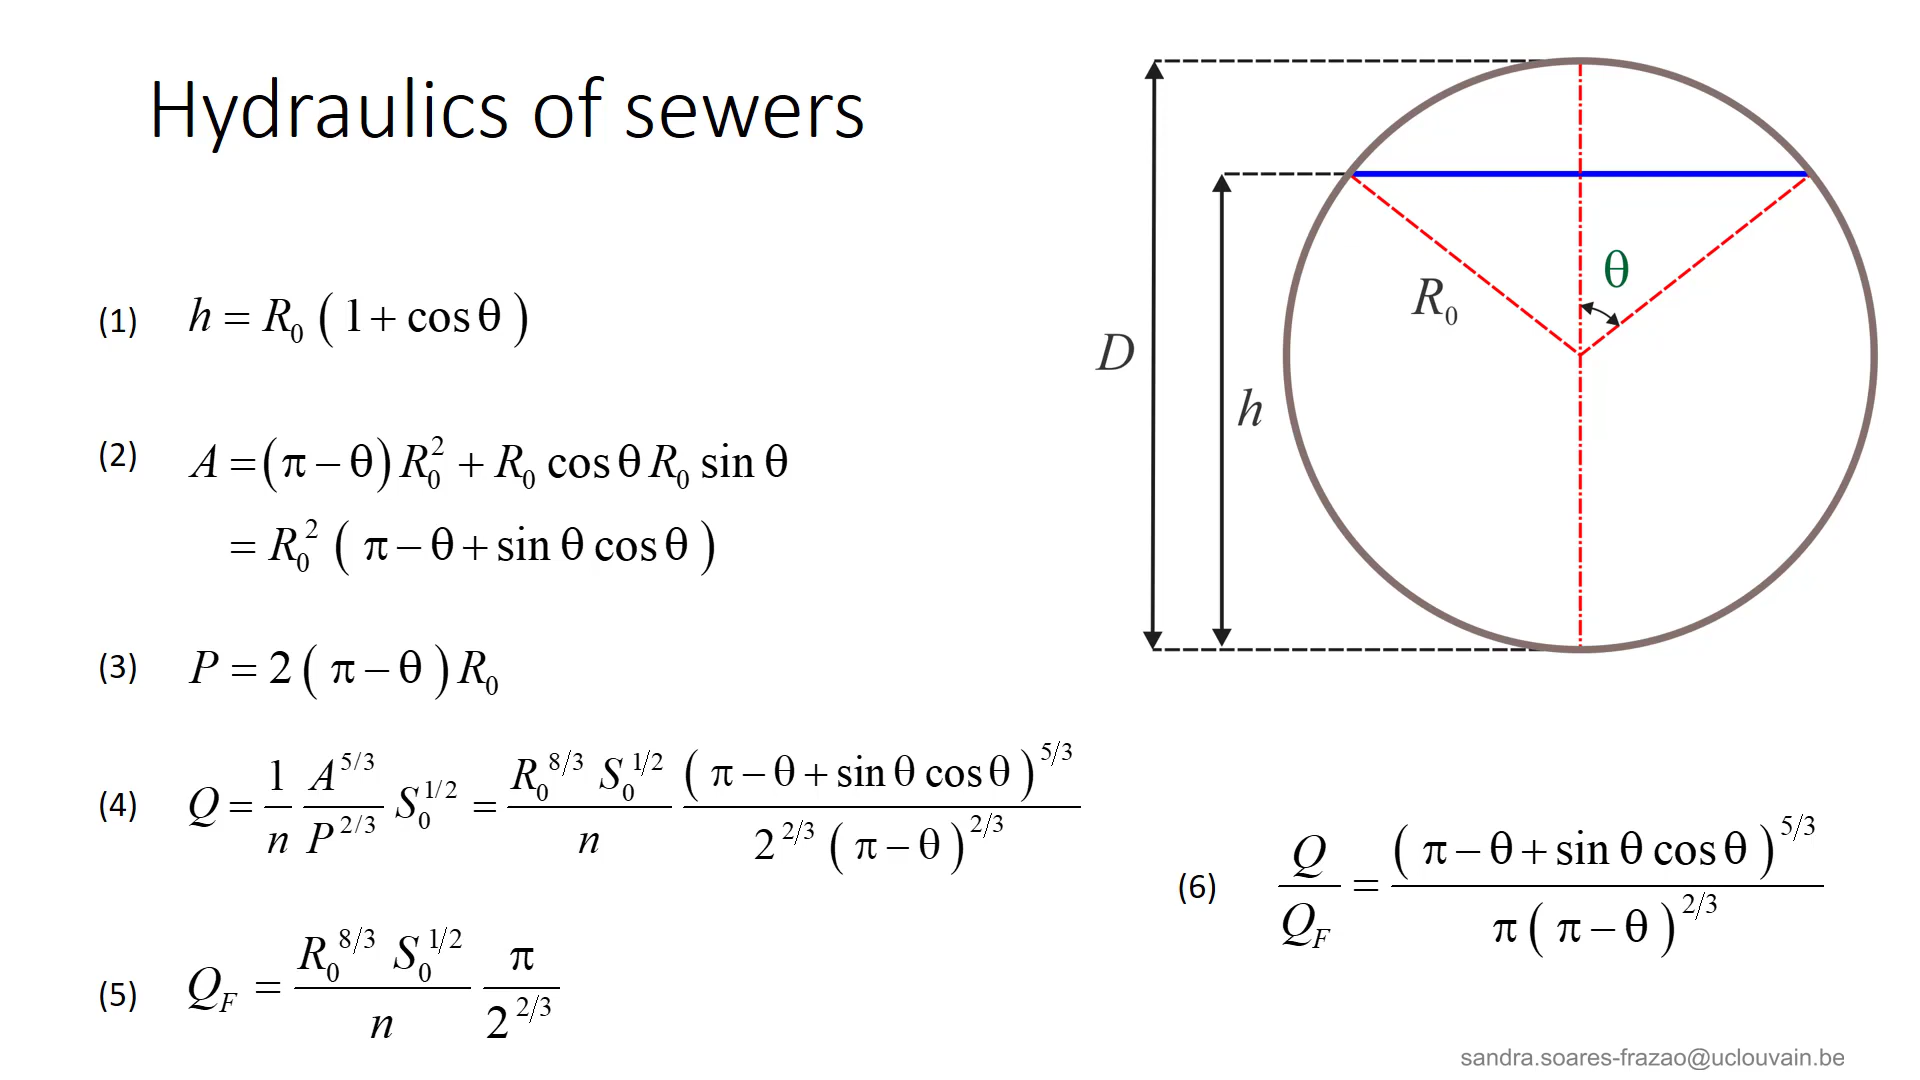 Hydraulics of sewers
(1) h = R₀ ( 1 + cos θ )
(2) A = (π − θ) R₀² + R₀ cos θ R₀ sin θ
= R₀² ( π − θ + sin θ cos θ )
(3) P = 2 ( π − θ ) R₀
(4) Q = 1/n A^5/3 / P^2/3 S₀^1/2 = R₀^8/3 S₀^1/2 / n ( π − θ + sin θ cos θ )^5/3 / 2^2/3 ( π − θ )^2/3
(5) Q_F = R₀^8/3 S₀^1/2 / n π / 2^2/3
(6) Q / Q_F = ( π − θ + sin θ cos θ )^5/3 / π ( π − θ )^2/3
D
h
R₀
θ
sandra.soares-frazao@uclouvain.be